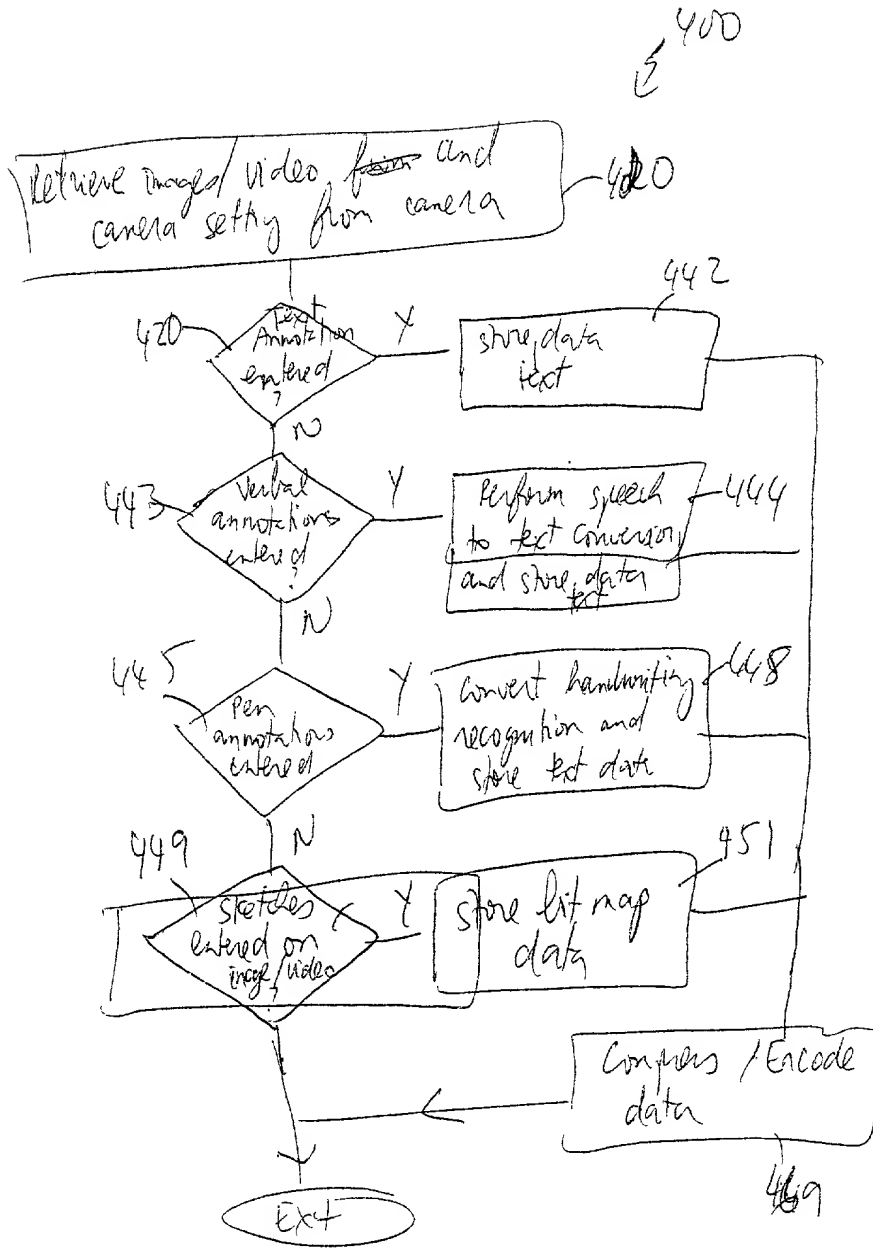 400
Retrieve images/video and
camera setting from camera
420
Text
Annotation
entered
?
Y
442
store data
text
N
443
Verbal
annotations
entered
?
Y
Perform speech
to text conversion
and store data
text
444
N
445
Pen
annotations
entered
Y
convert handwriting
recognition and
store text data
448
N
449
sketches
entered on
image/video
?
Y
store bit map
data
451
Compress / Encode
data
Exit